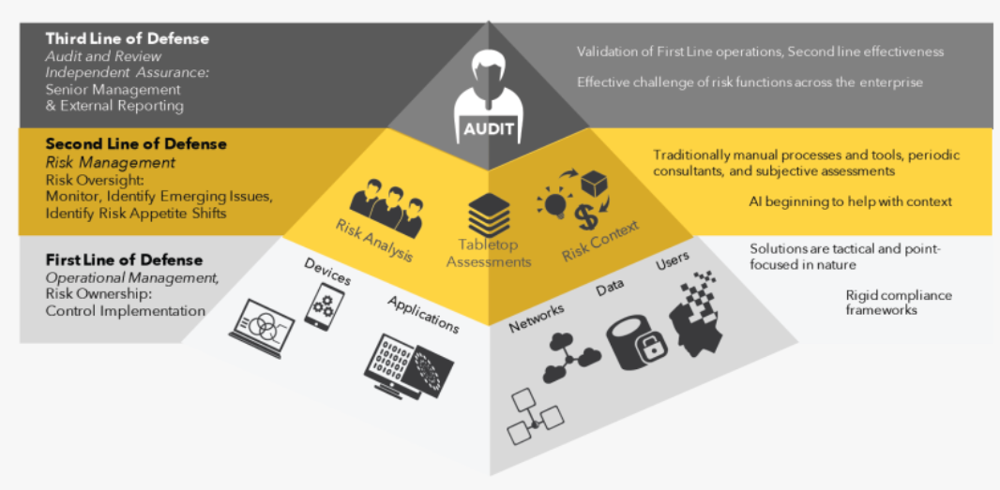 Third Line of Defense
Audit and Review
Independent Assurance:
Senior Management
& External Reporting
AUDIT
Validation of First Line operations, Second line effectiveness
Effective challenge of risk functions across the enterprise
Second Line of Defense
Risk Management
Risk Oversight:
Monitor, Identify Emerging Issues,
Identify Risk Appetite Shifts
Risk Analysis
Tabletop
Assessments
Risk Context
Traditionally manual processes and tools, periodic
consultants, and subjective assessments
AI beginning to help with context
First Line of Defense
Operational Management,
Risk Ownership:
Control Implementation
Devices
Applications
Networks
Data
Users
Solutions are tactical and point-
focused in nature
Rigid compliance
frameworks